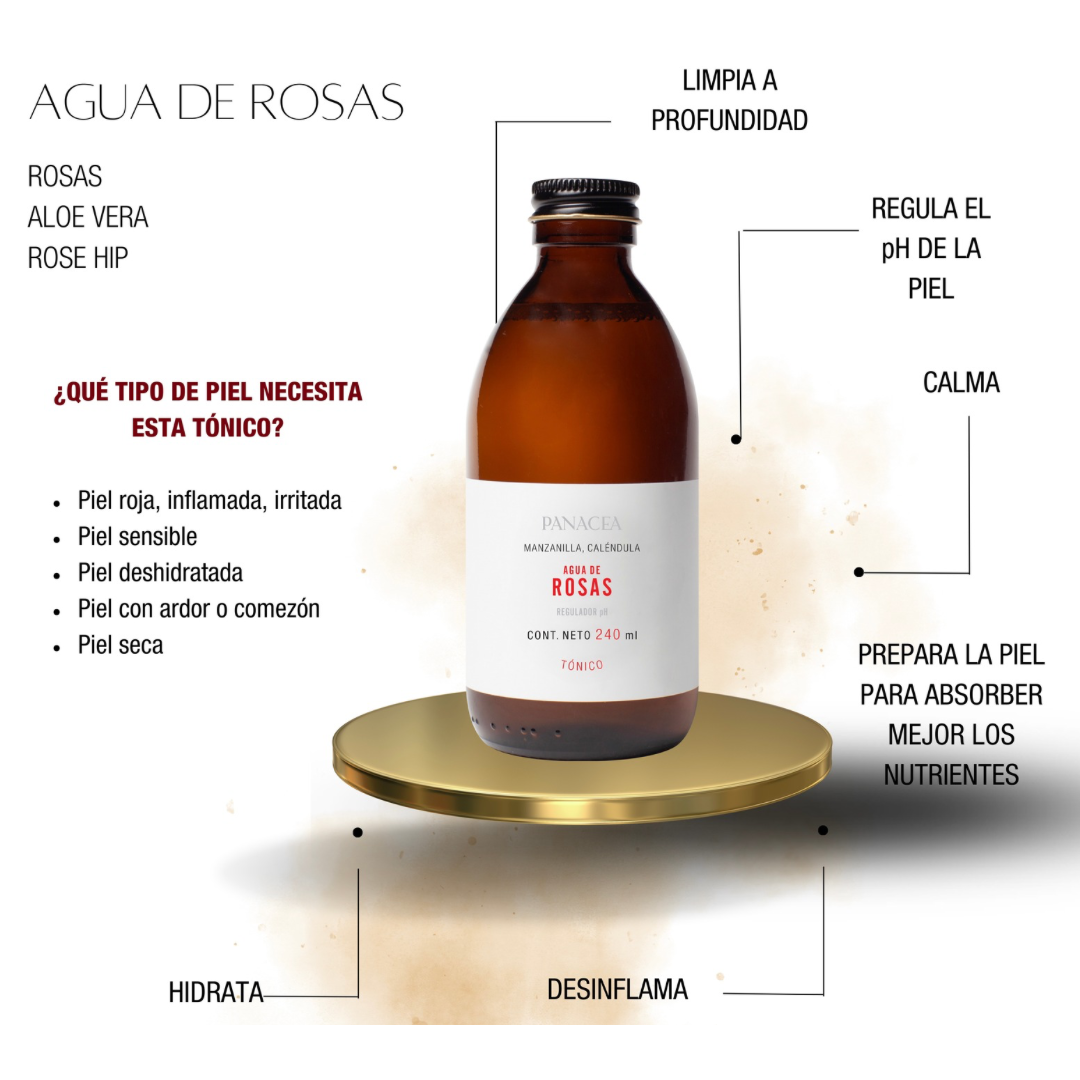 AGUA DE ROSAS
ROSAS
ALOE VERA
ROSE HIP
¿QUÉ TIPO DE PIEL NECESITA
ESTA TÓNICO?
Piel roja, inflamada, irritada
Piel sensible
Piel deshidratada
Piel con ardor o comezón
Piel seca
LIMPIA A
PROFUNDIDAD
REGULA EL
pH DE LA
PIEL
CALMA
PREPARA LA PIEL
PARA ABSORBER
MEJOR LOS
NUTRIENTES
PANACEA
MANZANILLA, CALÉNDULA
AGUA DE
ROSAS
REGULADOR pH
CONT. NETO 240 ml
TÓNICO
HIDRATA
DESINFLAMA